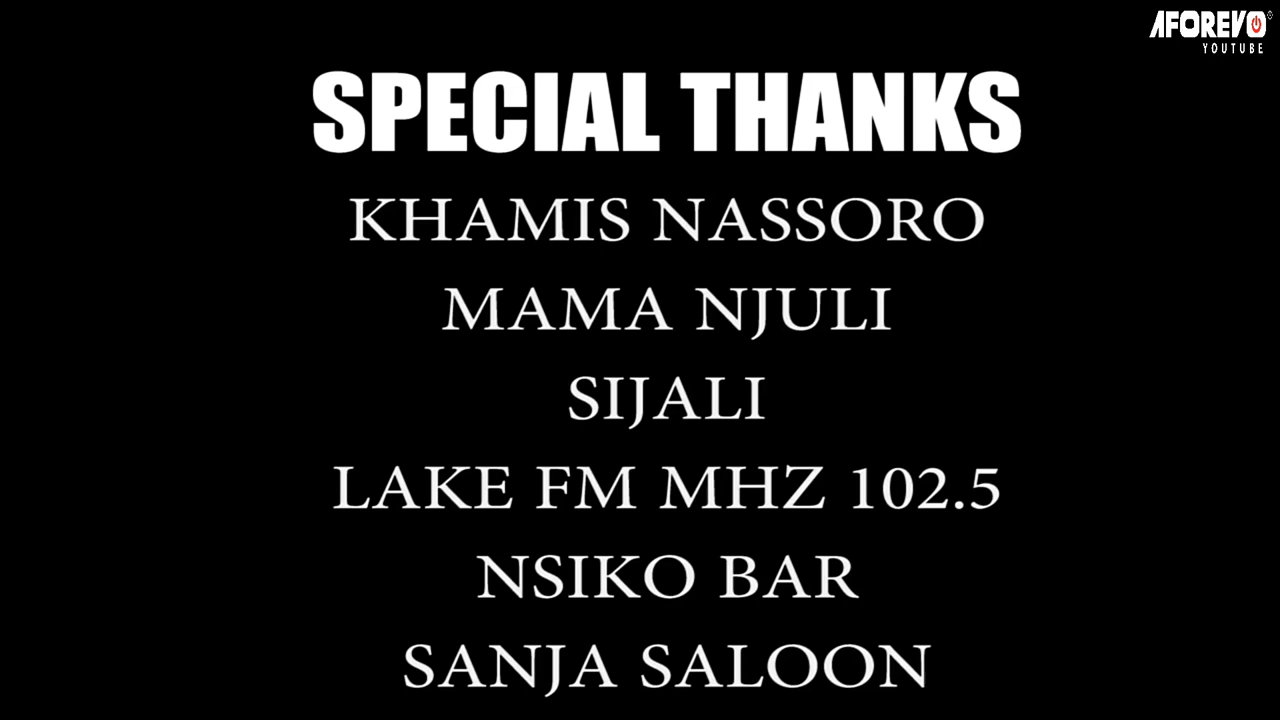 AFOREVO
YOUTUBE
SPECIAL THANKS
KHAMIS NASSORO
MAMA NJULI
SIJALI
LAKE FM MHZ 102.5
NSIKO BAR
SANJA SALOON